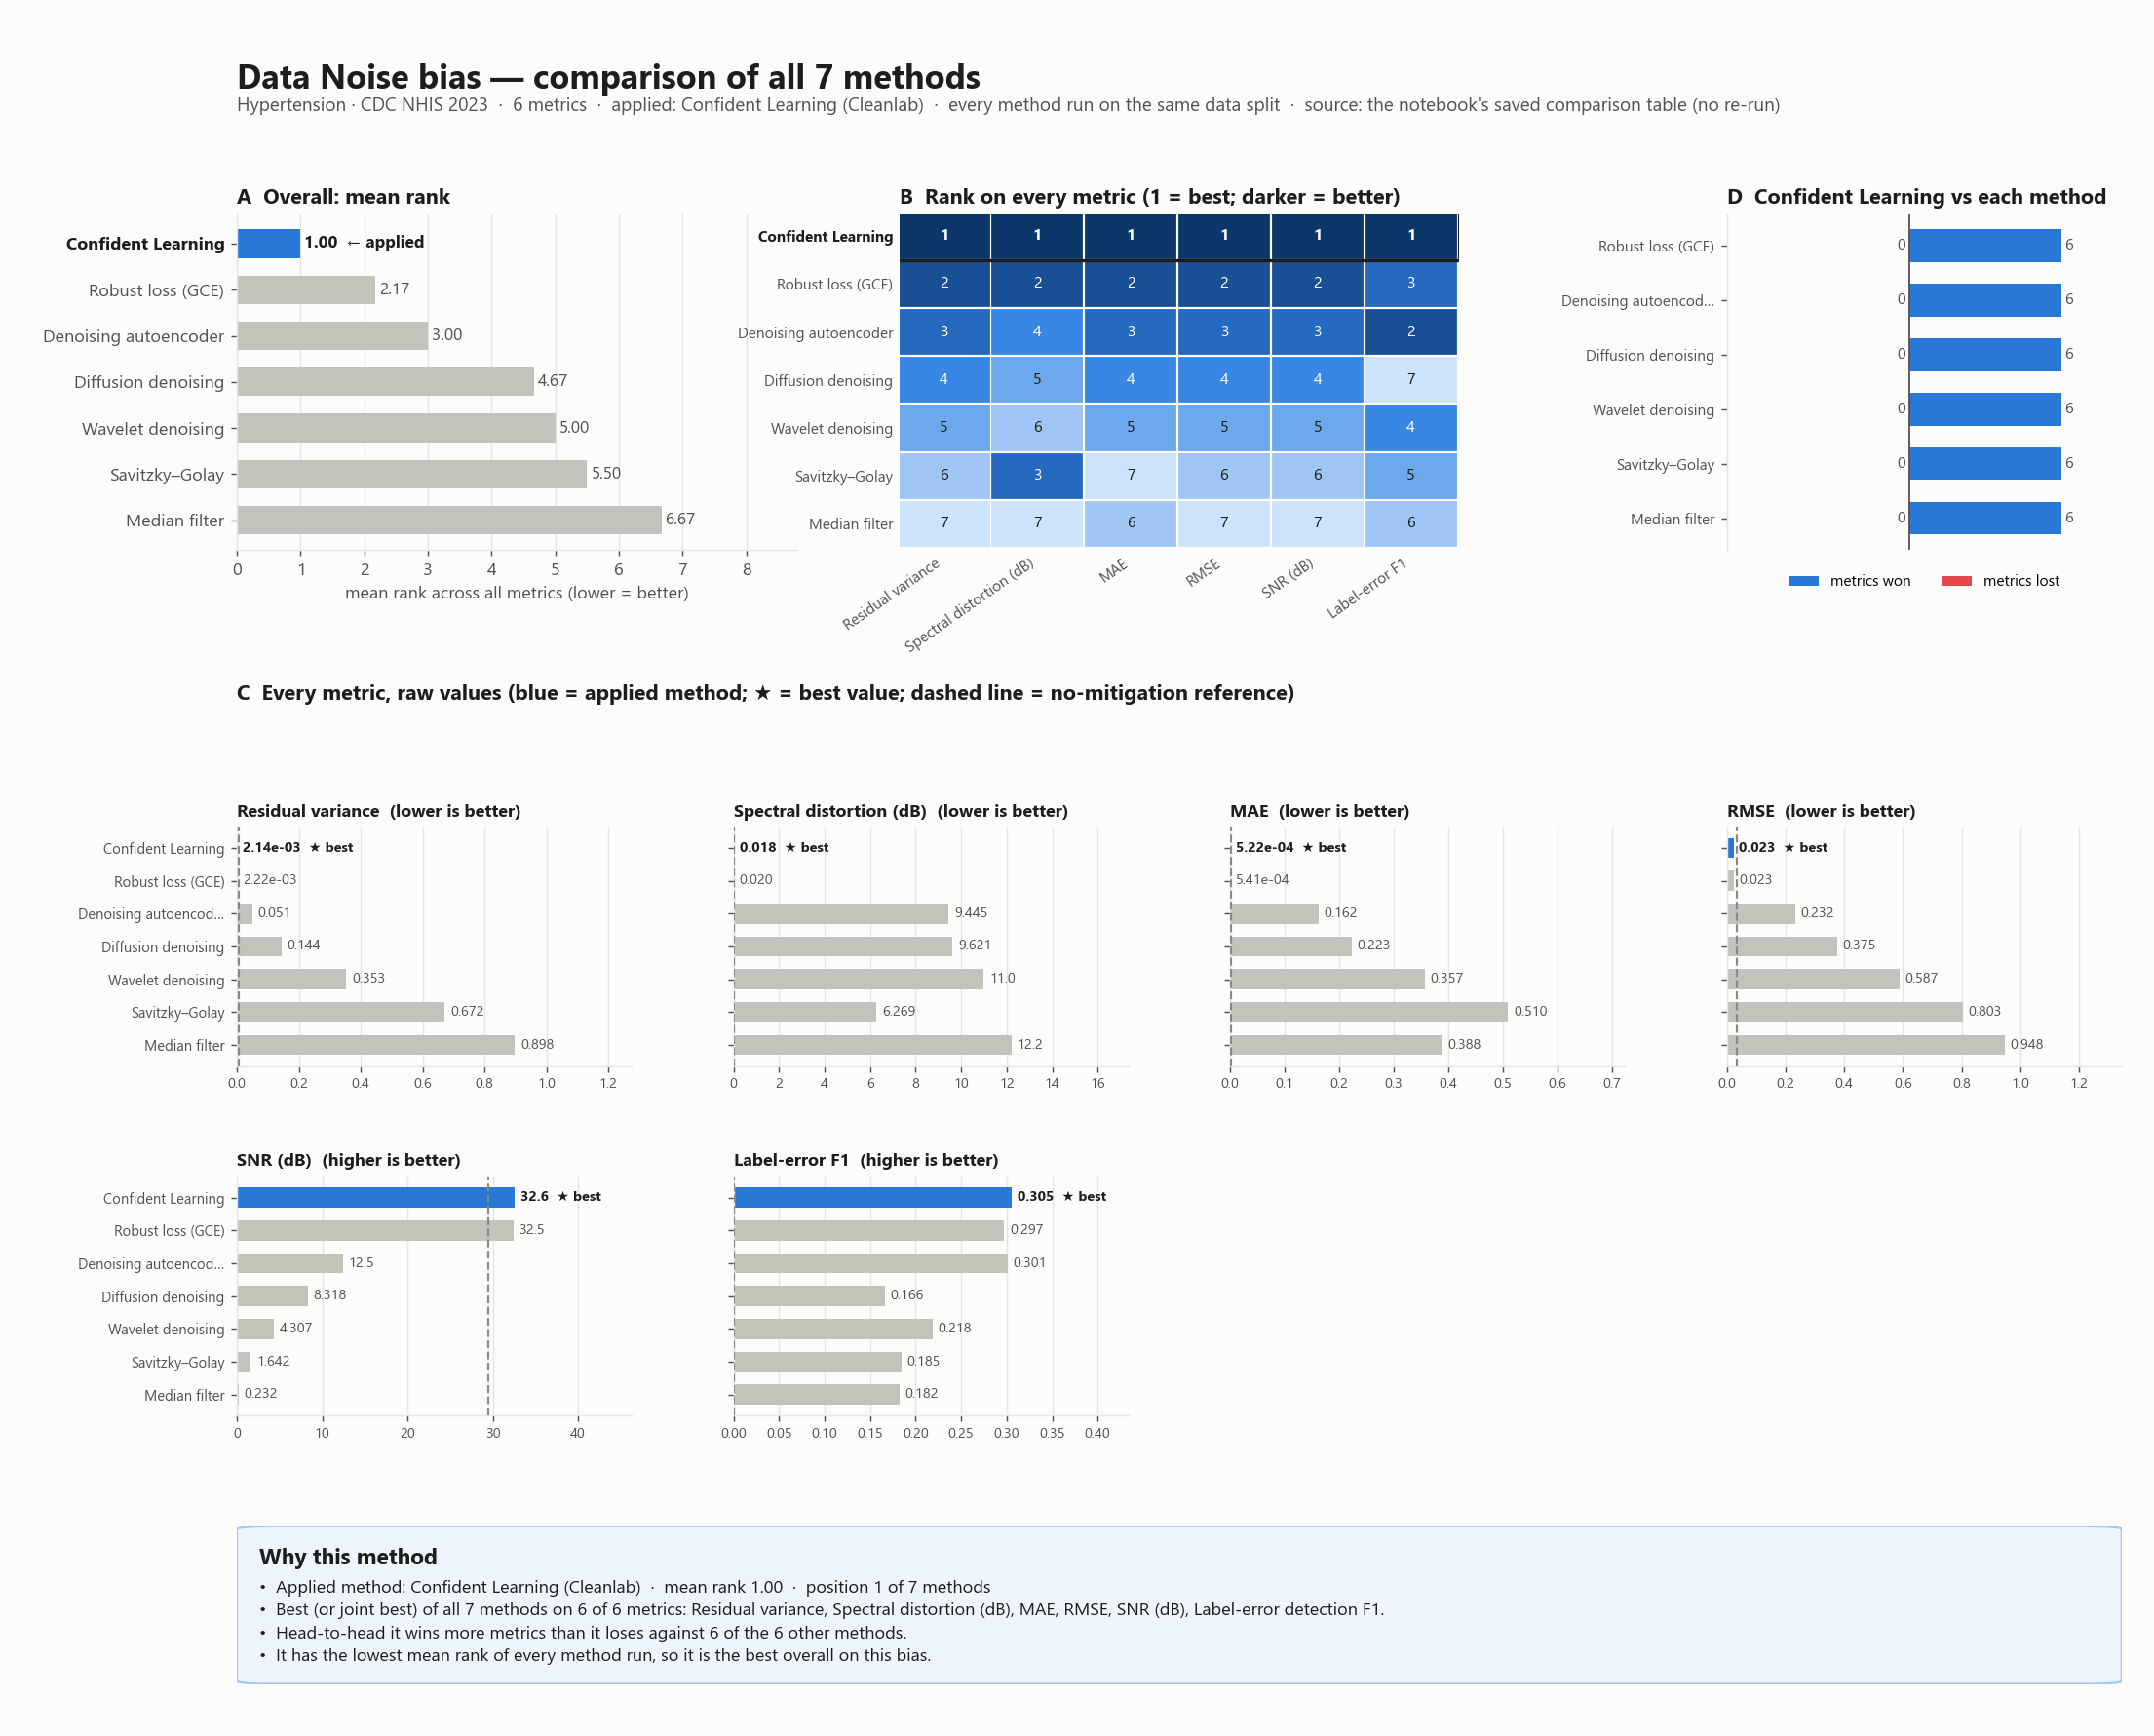 Data Noise bias — comparison of all 7 methods
Hypertension · CDC NHIS 2023 · 6 metrics · applied: Confident Learning (Cleanlab) · every method run on the same data split · source: the notebook's saved comparison table (no re-run)
A Overall: mean rank
Confident Learning 1.00 ← applied
Robust loss (GCE) 2.17
Denoising autoencoder 3.00
Diffusion denoising 4.67
Wavelet denoising 5.00
Savitzky–Golay 5.50
Median filter 6.67
0 1 2 3 4 5 6 7 8
mean rank across all metrics (lower = better)
B Rank on every metric (1 = best; darker = better)
Confident Learning 1 1 1 1 1 1
Robust loss (GCE) 2 2 2 2 2 3
Denoising autoencoder 3 4 3 3 3 2
Diffusion denoising 4 5 4 4 4 7
Wavelet denoising 5 6 5 5 5 4
Savitzky–Golay 6 3 7 6 6 5
Median filter 7 7 6 7 7 6
Residual variance
Spectral distortion (dB)
MAE
RMSE
SNR (dB)
Label-error F1
D Confident Learning vs each method
Robust loss (GCE) 0 6
Denoising autoencod... 0 6
Diffusion denoising 0 6
Wavelet denoising 0 6
Savitzky–Golay 0 6
Median filter 0 6
metrics won metrics lost
C Every metric, raw values (blue = applied method; ★ = best value; dashed line = no-mitigation reference)
Residual variance (lower is better)
Confident Learning 2.14e-03 ★ best
Robust loss (GCE) 2.22e-03
Denoising autoencod... 0.051
Diffusion denoising 0.144
Wavelet denoising 0.353
Savitzky–Golay 0.672
Median filter 0.898
0.0 0.2 0.4 0.6 0.8 1.0 1.2
Spectral distortion (dB) (lower is better)
0.018 ★ best
0.020
9.445
9.621
11.0
6.269
12.2
0 2 4 6 8 10 12 14 16
MAE (lower is better)
5.22e-04 ★ best
5.41e-04
0.162
0.223
0.357
0.510
0.388
0.0 0.1 0.2 0.3 0.4 0.5 0.6 0.7
RMSE (lower is better)
0.023 ★ best
0.023
0.232
0.375
0.587
0.803
0.948
0.0 0.2 0.4 0.6 0.8 1.0 1.2
SNR (dB) (higher is better)
Confident Learning 32.6 ★ best
Robust loss (GCE) 32.5
Denoising autoencod... 12.5
Diffusion denoising 8.318
Wavelet denoising 4.307
Savitzky–Golay 1.642
Median filter 0.232
0 10 20 30 40
Label-error F1 (higher is better)
0.305 ★ best
0.297
0.301
0.166
0.218
0.185
0.182
0.00 0.05 0.10 0.15 0.20 0.25 0.30 0.35 0.40
Why this method
• Applied method: Confident Learning (Cleanlab) · mean rank 1.00 · position 1 of 7 methods
• Best (or joint best) of all 7 methods on 6 of 6 metrics: Residual variance, Spectral distortion (dB), MAE, RMSE, SNR (dB), Label-error detection F1.
• Head-to-head it wins more metrics than it loses against 6 of the 6 other methods.
• It has the lowest mean rank of every method run, so it is the best overall on this bias.